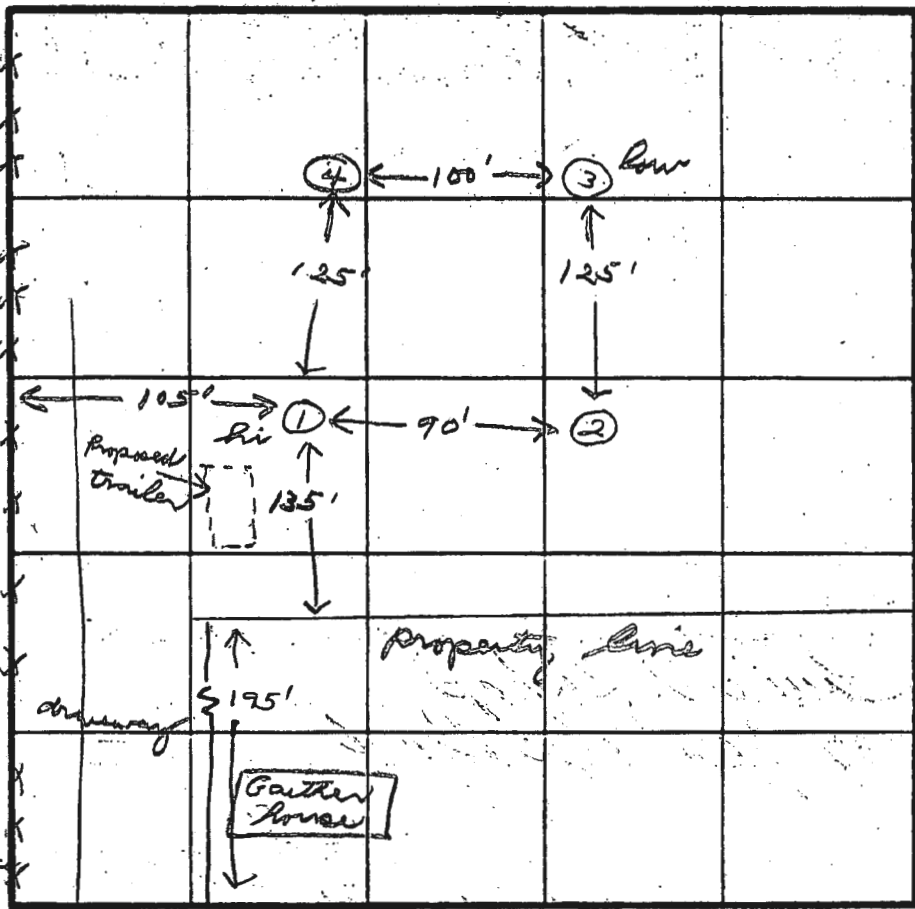 4 100' 3 low
125' 125'
105' 1 90' 2
hi
Proposed
trailer
135'
property line
195'
driveway
Gaither
house